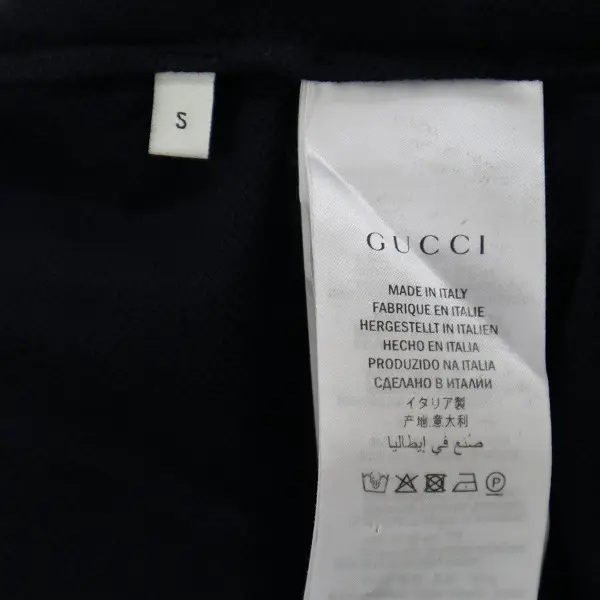 S
GUCCI
MADE IN ITALY
FABRIQUE EN ITALIE
HERGESTELLT IN ITALIEN
HECHO EN ITALIA
PRODUZIDO NA ITALIA
СДЕЛАНО В ИТАЛИИ
イタリア製
产地意大利
صنع في إيطاليا
P